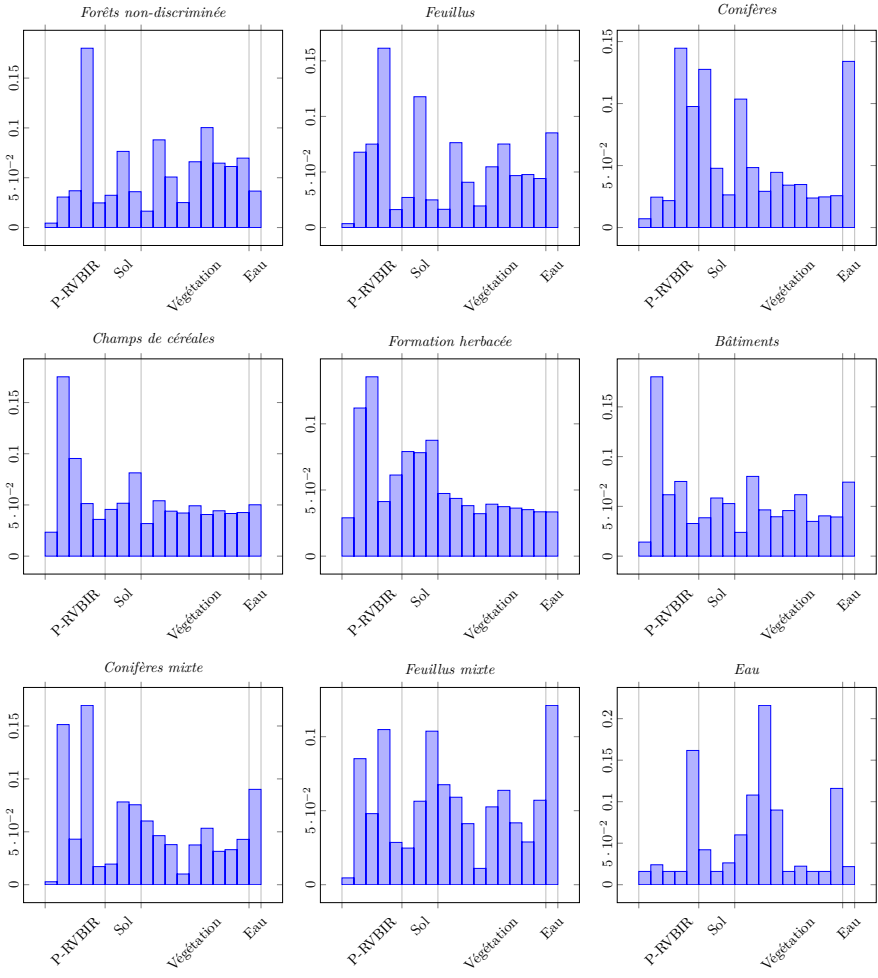 Forêts non-discriminée
0
5 · 10−2
0.1
0.15
P-RVBIR
Sol
Végétation
Eau
Feuillus
0
5 · 10−2
0.1
0.15
P-RVBIR
Sol
Végétation
Eau
Conifères
0
5 · 10−2
0.1
0.15
P-RVBIR
Sol
Végétation
Eau
Champs de céréales
0
5 · 10−2
0.1
0.15
P-RVBIR
Sol
Végétation
Eau
Formation herbacée
0
5 · 10−2
0.1
P-RVBIR
Sol
Végétation
Eau
Bâtiments
0
5 · 10−2
0.1
0.15
P-RVBIR
Sol
Végétation
Eau
Conifères mixte
0
5 · 10−2
0.1
0.15
P-RVBIR
Sol
Végétation
Eau
Feuillus mixte
0
5 · 10−2
0.1
P-RVBIR
Sol
Végétation
Eau
Eau
0
5 · 10−2
0.1
0.15
0.2
P-RVBIR
Sol
Végétation
Eau